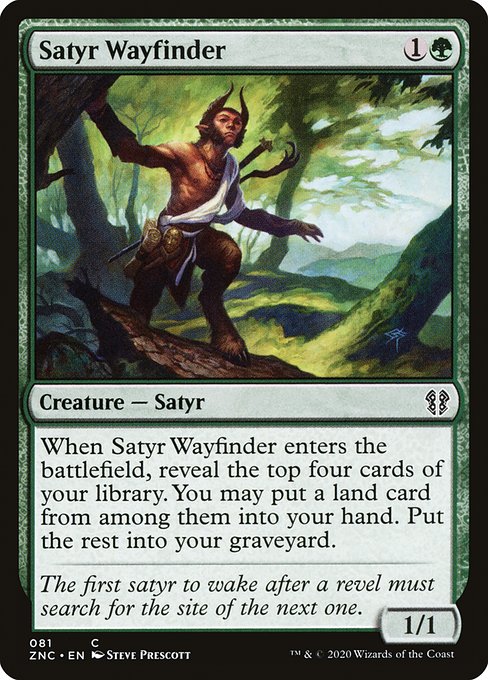 Satyr Wayfinder 1
Creature — Satyr
When Satyr Wayfinder enters the
battlefield, reveal the top four cards of
your library. You may put a land card
from among them into your hand. Put
the rest into your graveyard.
The first satyr to wake after a revel must
search for the site of the next one.
1/1
081 C
ZNC • EN Steve Prescott ™ & © 2020 Wizards of the Coast